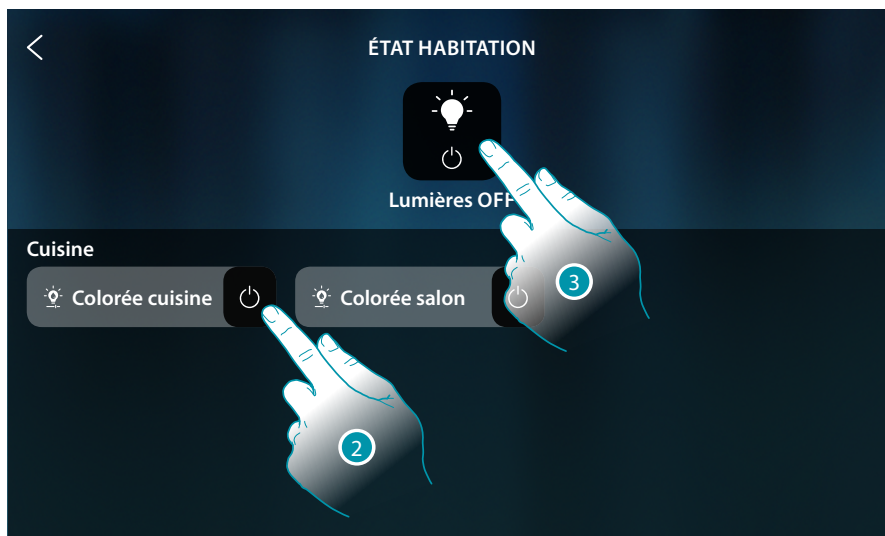 ÉTAT HABITATION
Lumières OFF
Cuisine
Colorée cuisine
Colorée salon
3
2